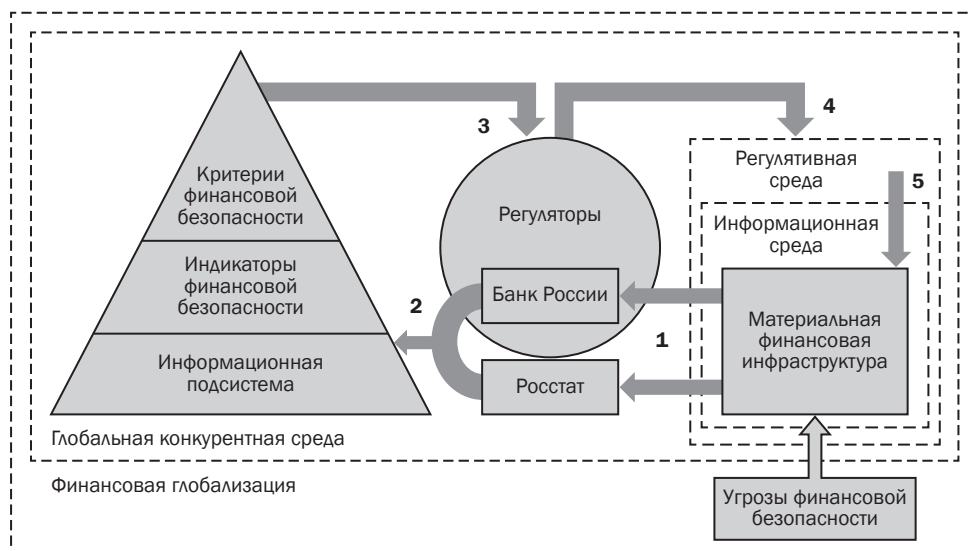 3
4
Критерии
финансовой
безопасности
Регуляторы
Регулятивная
среда
5
Информационная
среда
Индикаторы
финансовой
безопасности
2
Банк России
1
Материальная
финансовая
инфраструктура
Информационная
подсистема
Росстат
Глобальная конкурентная среда
Финансовая глобализация
Угрозы финансовой
безопасности